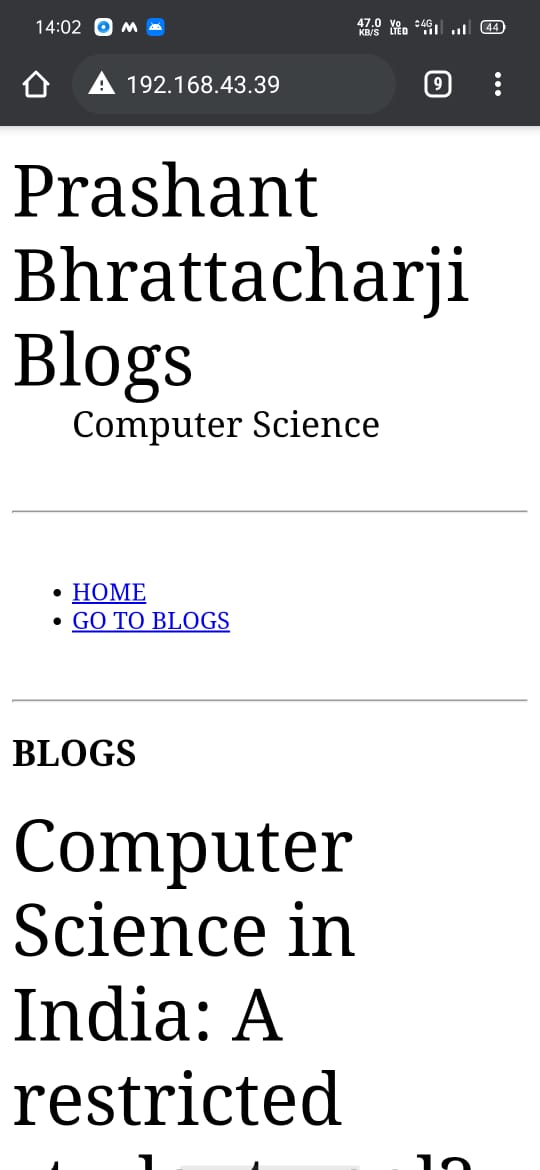 14:02 47.0 KB/S Vo LTE 4G 44
192.168.43.39 9
Prashant
Bhrattacharji
Blogs
Computer Science
HOME
GO TO BLOGS
BLOGS
Computer
Science in
India: A
restricted